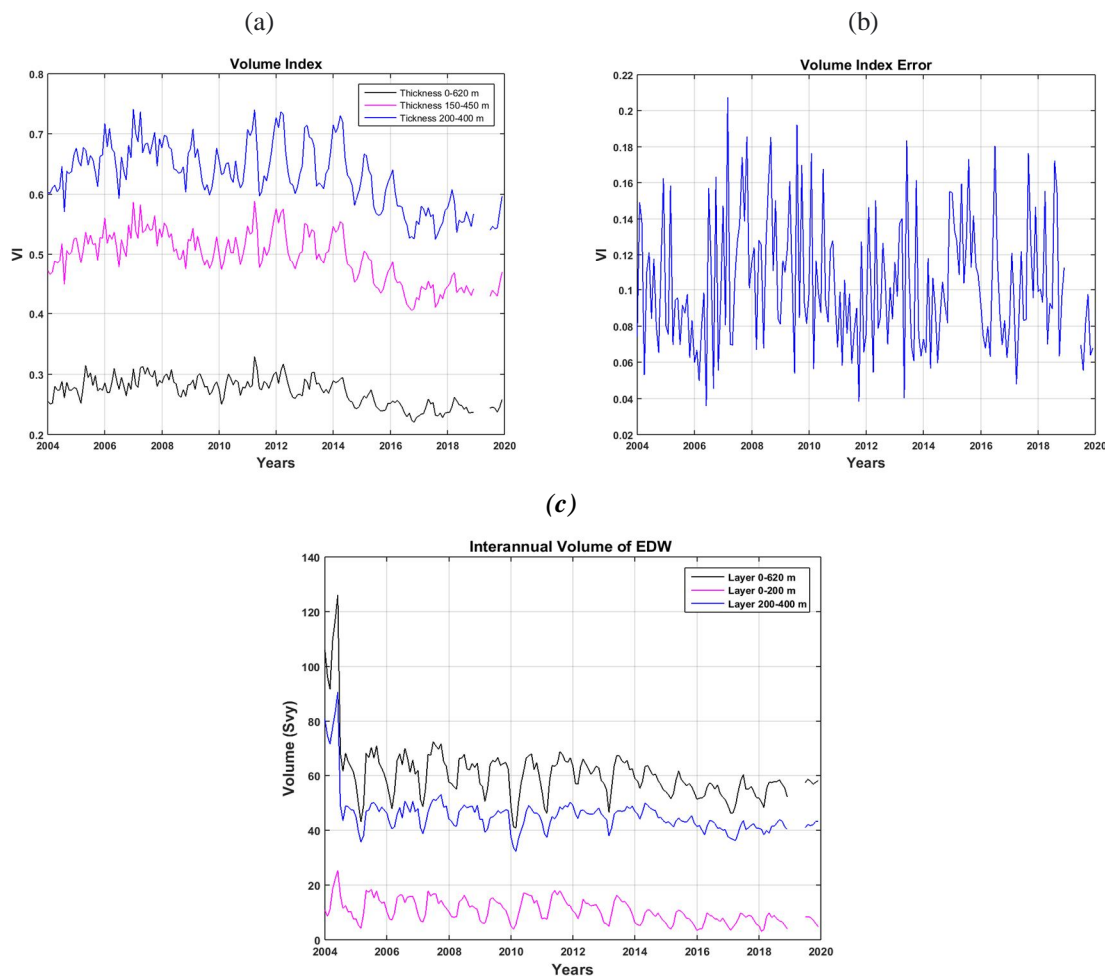 (a)
Volume Index
0.8
0.7
0.6
0.5
0.4
0.3
0.2
VI
Thickness 0-620 m
Thickness 150-450 m
Tickness 200-400 m
2004 2006 2008 2010 2012 2014 2016 2018 2020
Years
(b)
Volume Index Error
0.22
0.2
0.18
0.16
0.14
0.12
0.1
0.08
0.06
0.04
0.02
VI
2004 2006 2008 2010 2012 2014 2016 2018 2020
Years
(c)
Interannual Volume of EDW
140
120
100
80
60
40
20
0
Volume (Svy)
Layer 0-620 m
Layer 0-200 m
Layer 200-400 m
2004 2006 2008 2010 2012 2014 2016 2018 2020
Years